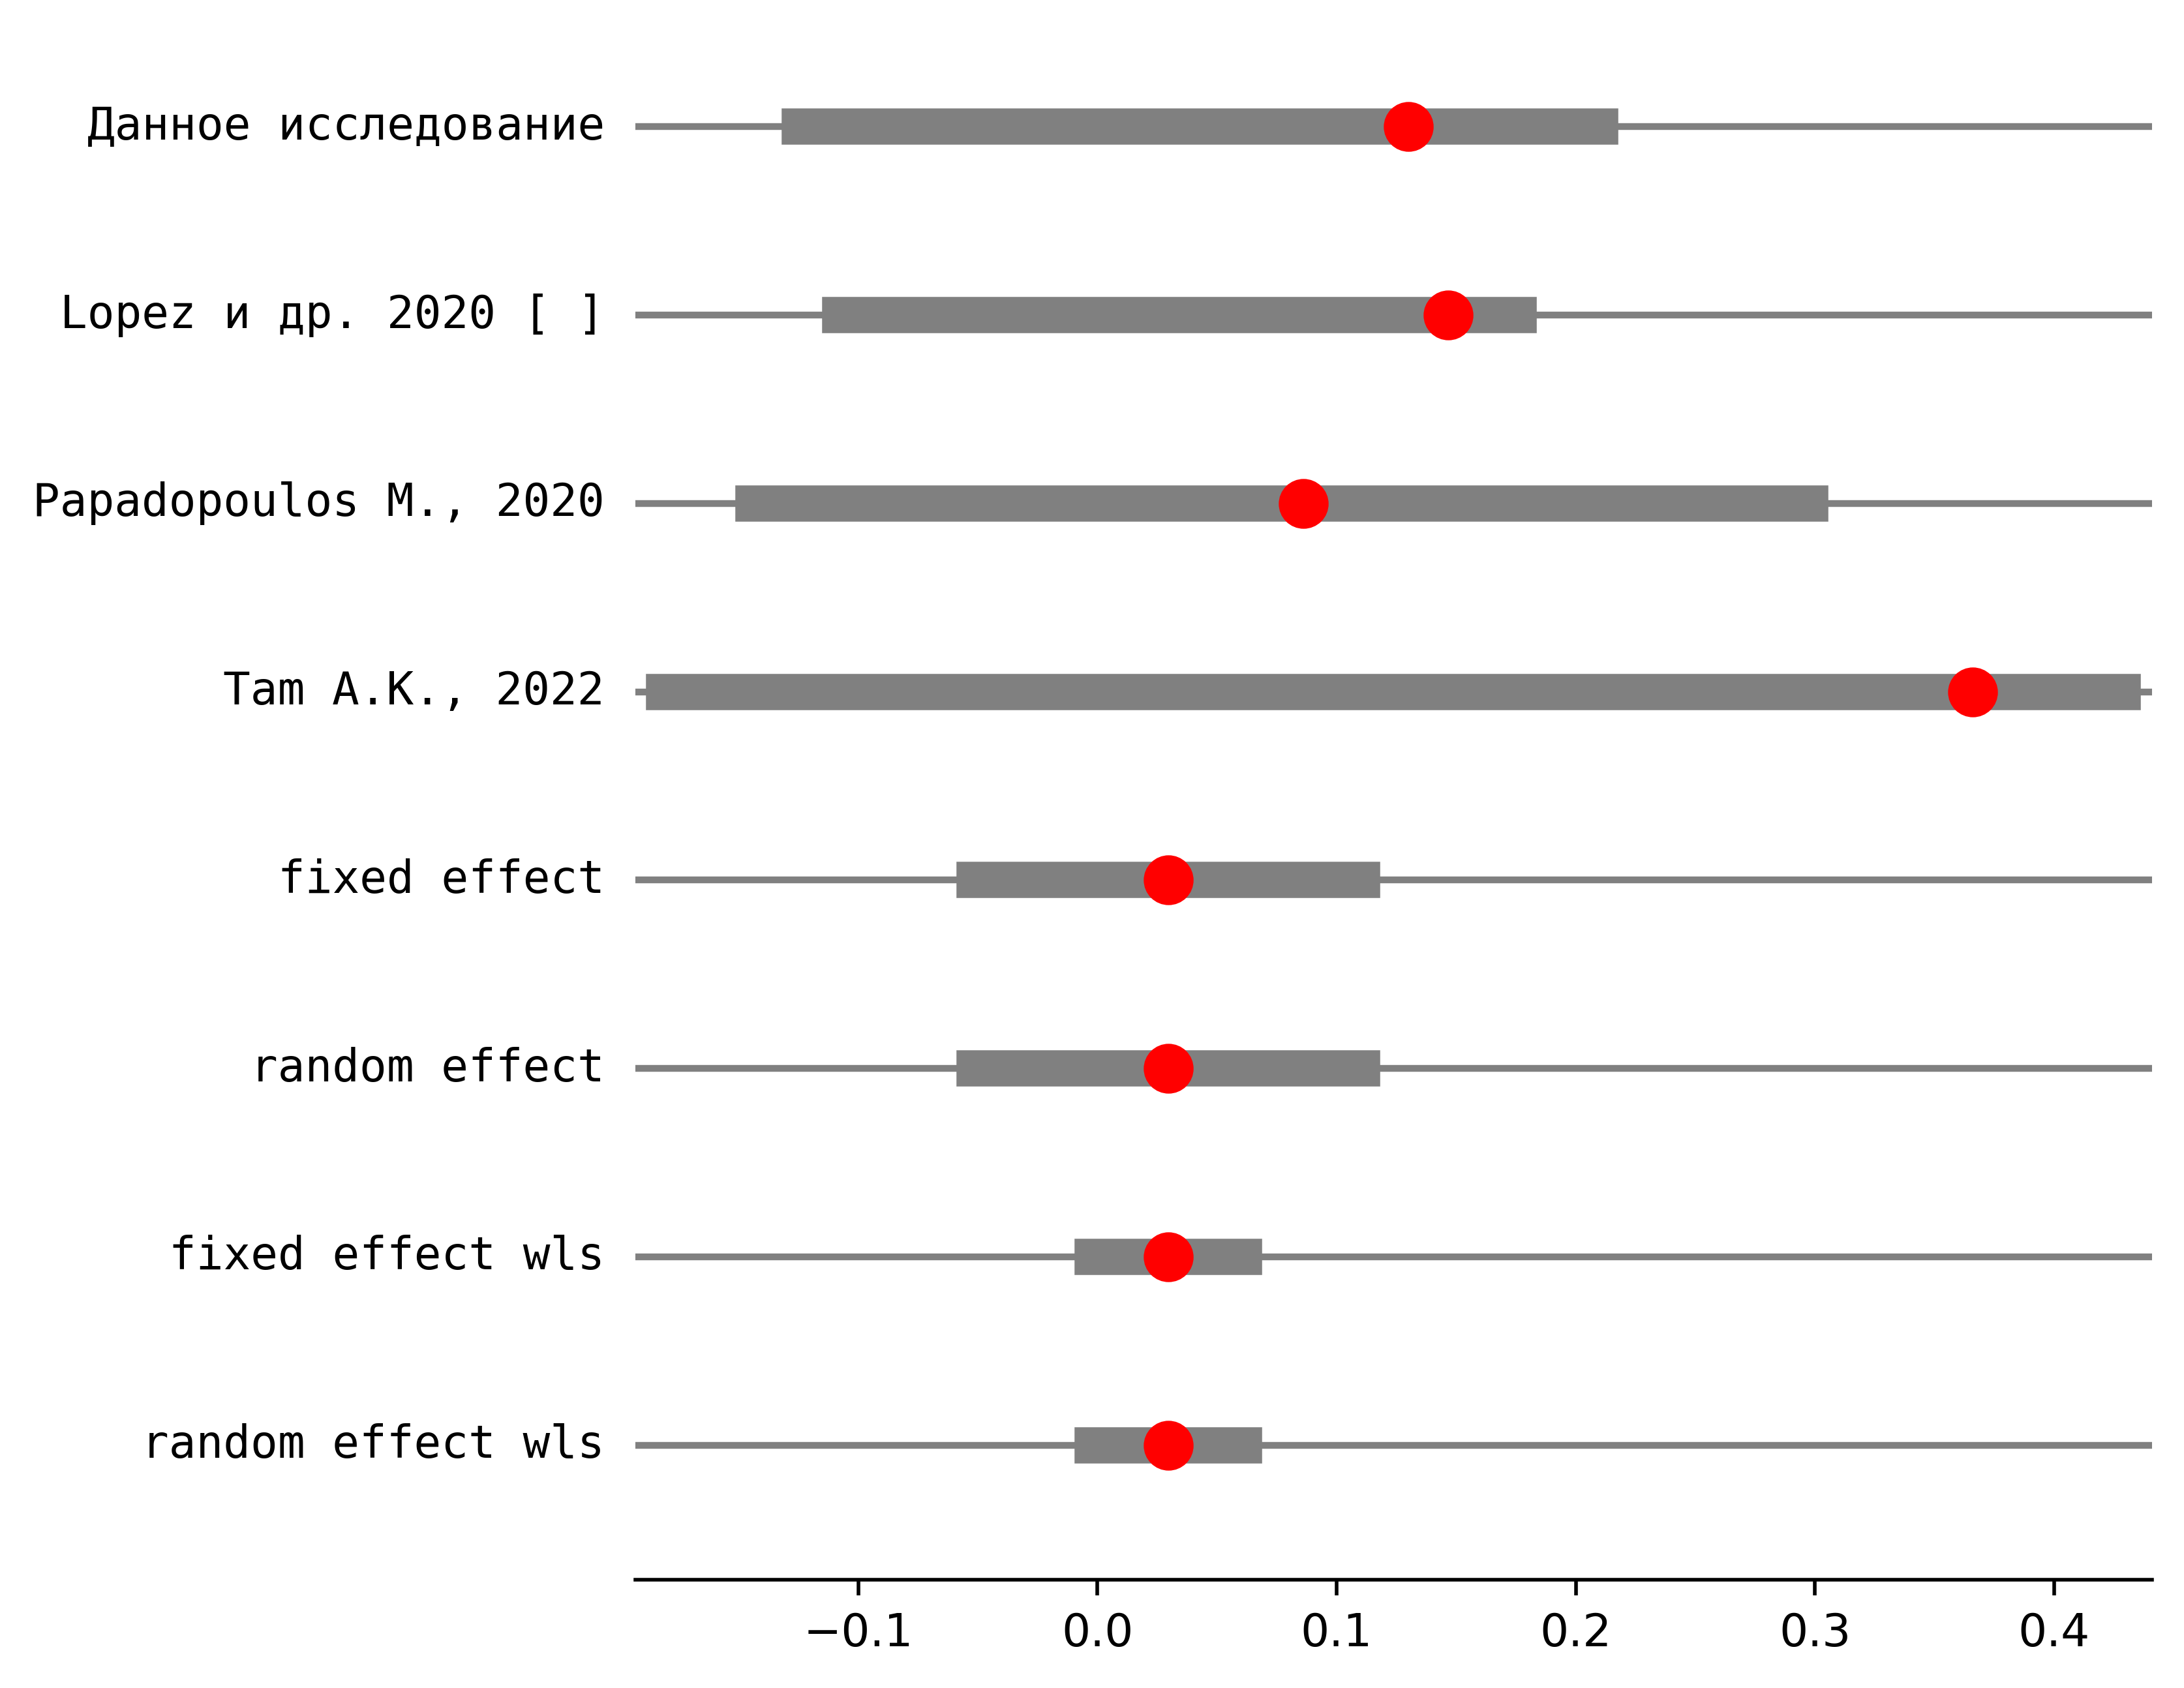 Данное исследование
Lopez и др. 2020 [ ]
Papadopoulos M., 2020
Tam A.K., 2022
fixed effect
random effect
fixed effect wls
random effect wls
−0.1 0.0 0.1 0.2 0.3 0.4